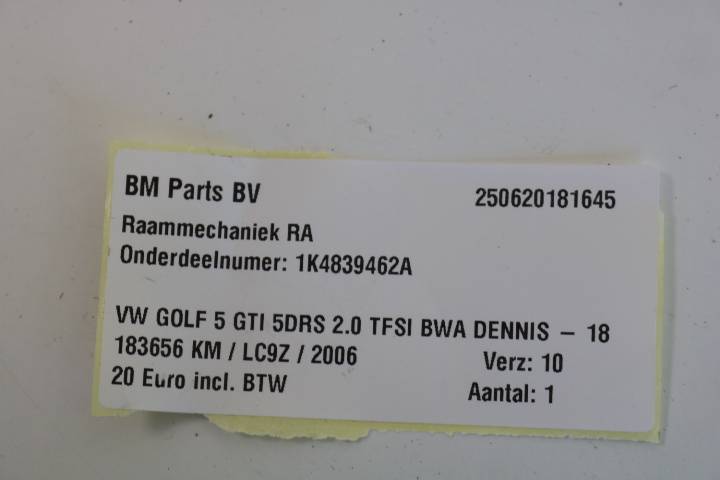 BM Parts BV 250620181645
Raammechaniek RA
Onderdeelnumer: 1K4839462A
VW GOLF 5 GTI 5DRS 2.0 TFSI BWA DENNIS – 18
183656 KM / LC9Z / 2006 Verz: 10
20 Euro incl. BTW Aantal: 1